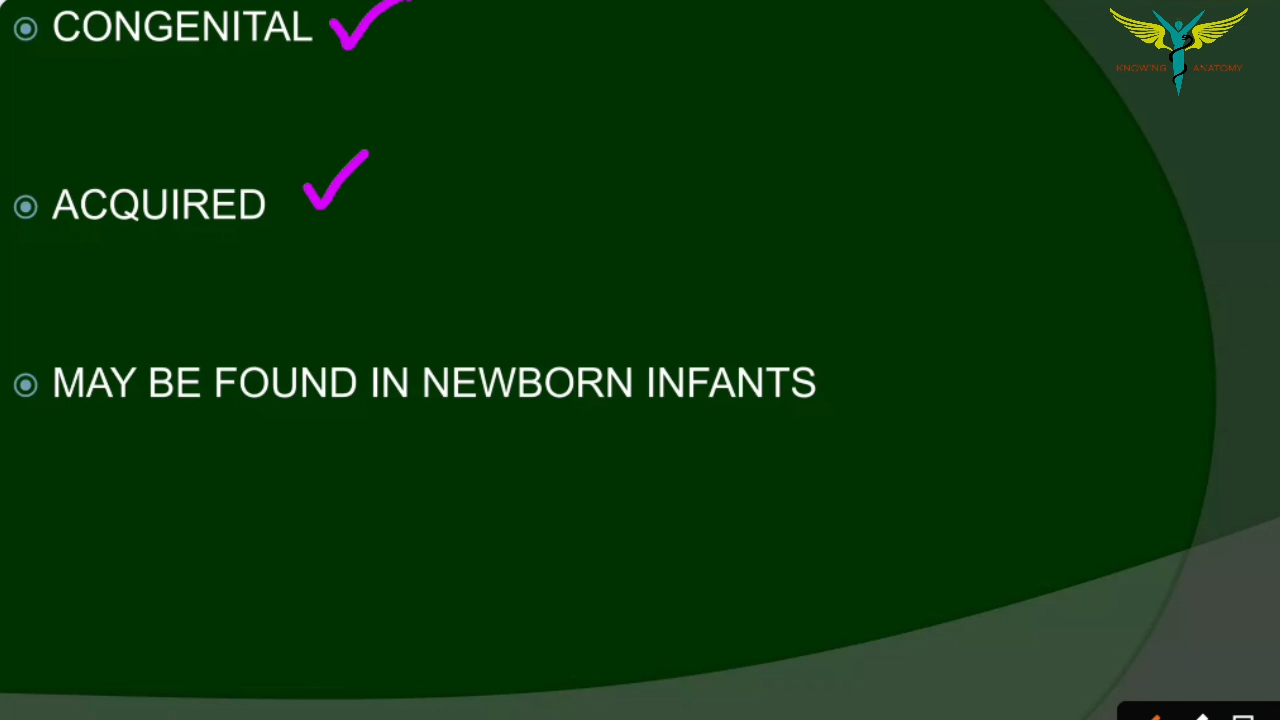 CONGENITAL
KNOWING ANATOMY
ACQUIRED
MAY BE FOUND IN NEWBORN INFANTS